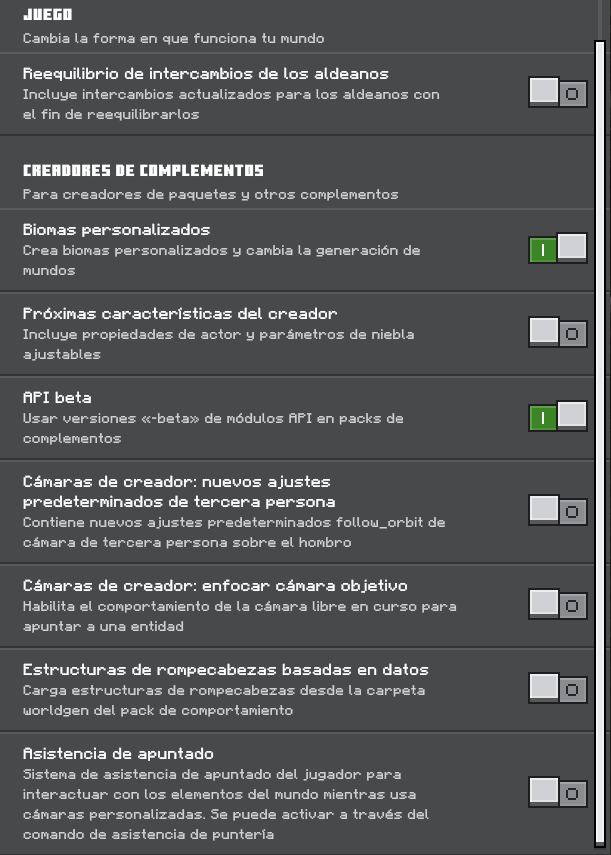 JUEGO
Cambia la forma en que funciona tu mundo
Reequilibrio de intercambios de los aldeanos
Incluye intercambios actualizados para los aldeanos con
el fin de reequilibrarlos
CREADORES DE COMPLEMENTOS
Para creadores de paquetes y otros complementos
Biomas personalizados
Crea biomas personalizados y cambia la generación de
mundos
Próximas características del creador
Incluye propiedades de actor y parámetros de niebla
ajustables
API beta
Usar versiones «-beta» de módulos API en packs de
complementos
Cámaras de creador: nuevos ajustes
predeterminados de tercera persona
Contiene nuevos ajustes predeterminados follow_orbit de
cámara de tercera persona sobre el hombro
Cámaras de creador: enfocar cámara objetivo
Habilita el comportamiento de la cámara libre en curso para
apuntar a una entidad
Estructuras de rompecabezas basadas en datos
Carga estructuras de rompecabezas desde la carpeta
worldgen del pack de comportamiento
Asistencia de apuntado
Sistema de asistencia de apuntado del jugador para
interactuar con los elementos del mundo mientras usa
cámaras personalizadas. Se puede activar a través del
comando de asistencia de puntería